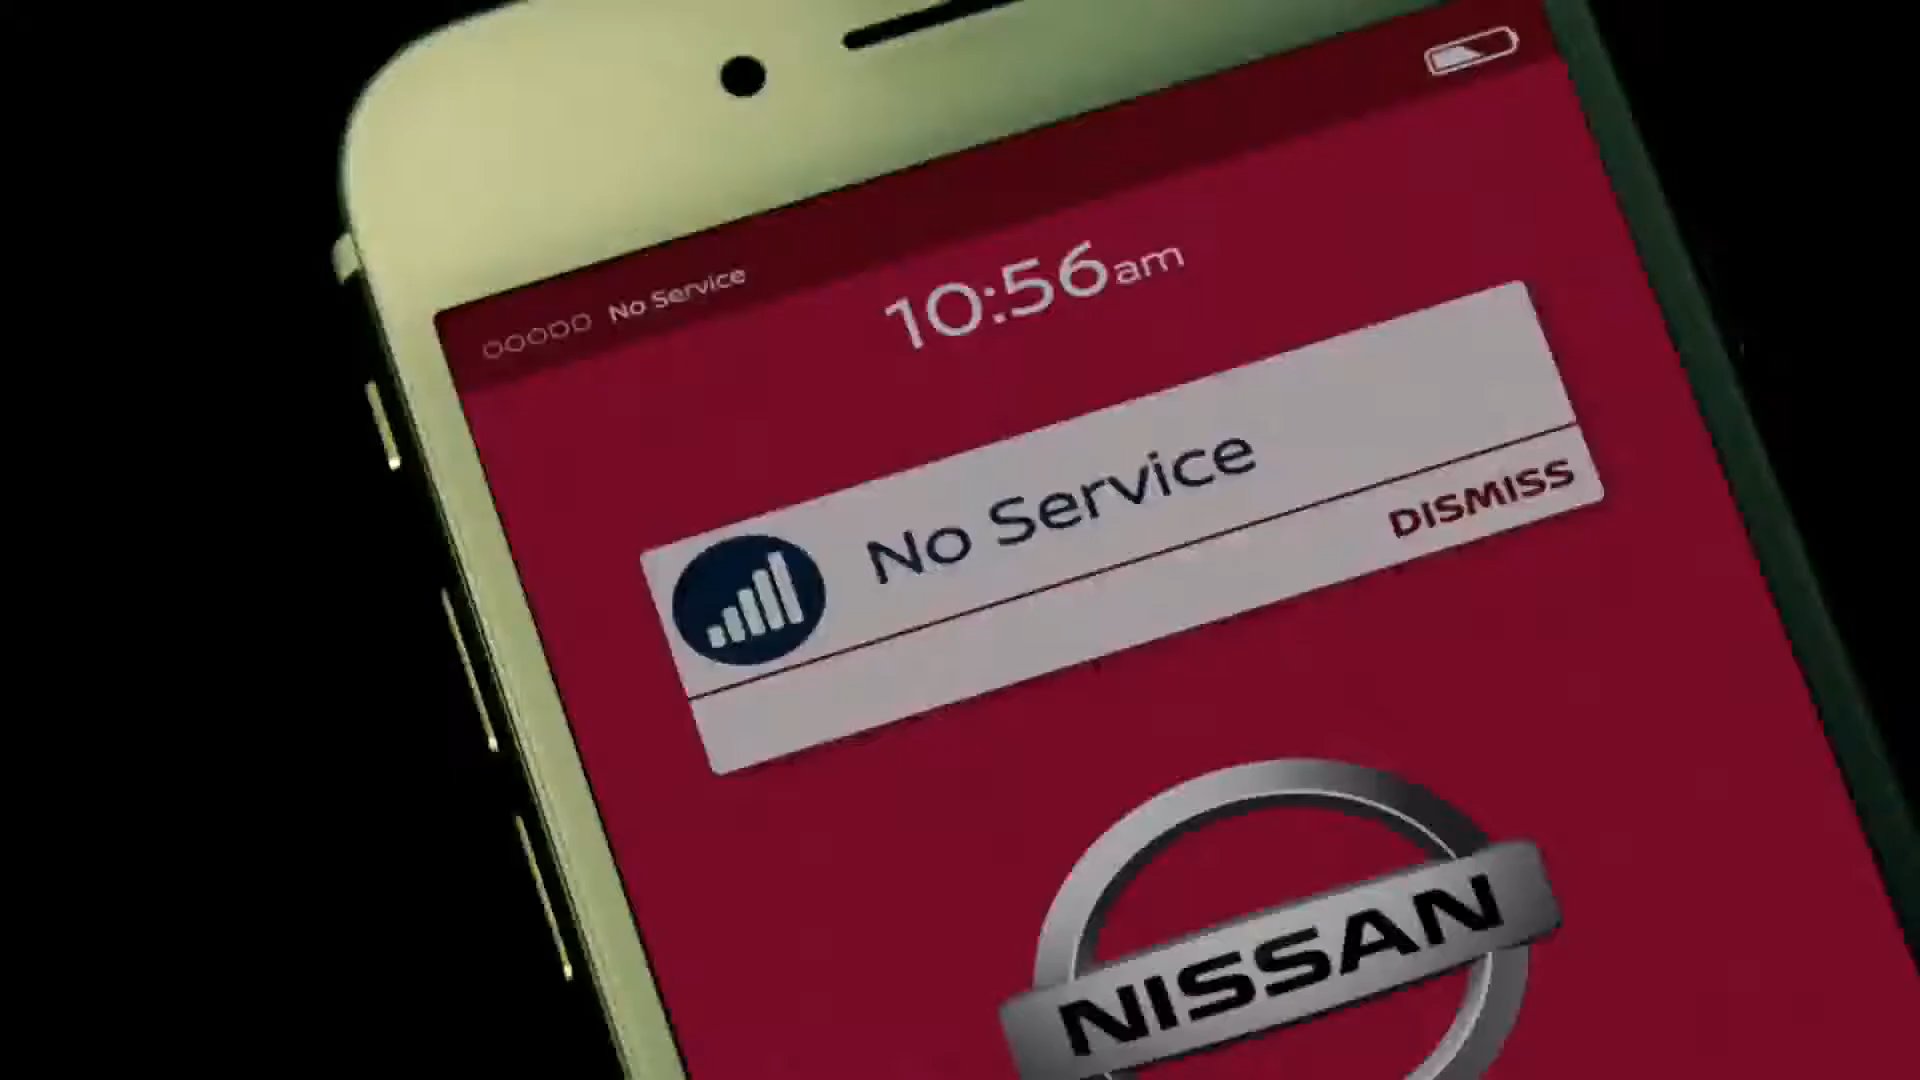 No Service
10:56am
No Service
DISMISS
NISSAN